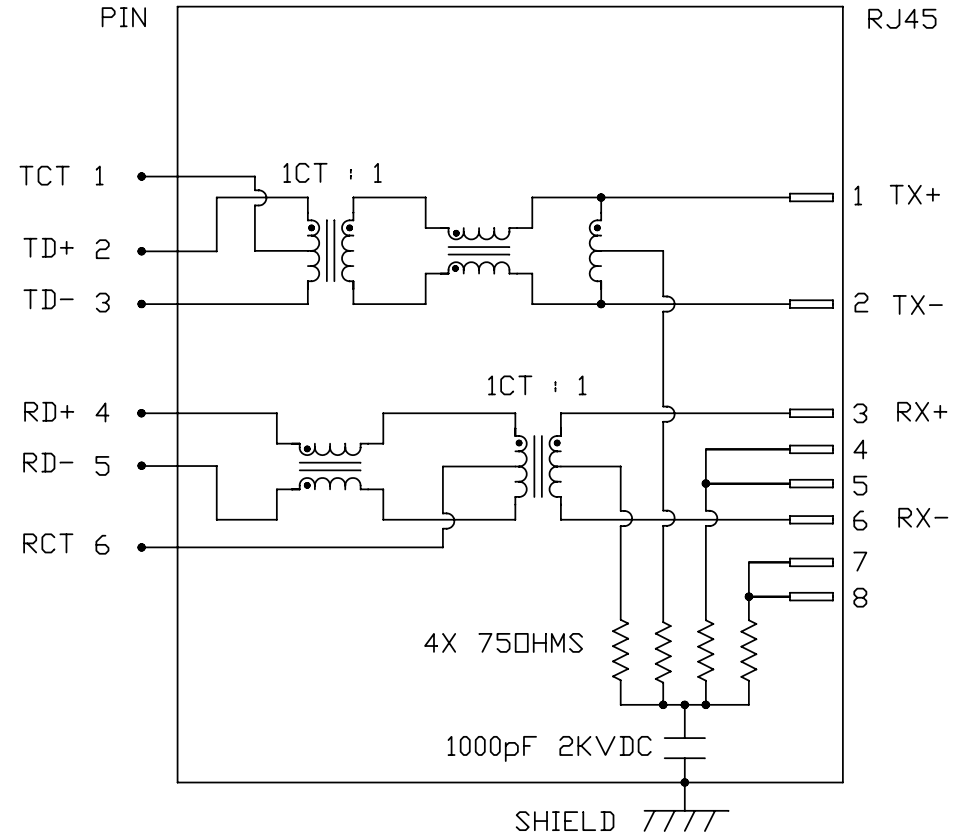 PIN RJ45
TCT 1
1CT : 1
1 TX+
TD+ 2
TD- 3
2 TX-
1CT : 1
RD+ 4
3 RX+
4
RD- 5
5
6 RX-
RCT 6
7
8
4X 75OHMS
1000pF 2KVDC
SHIELD